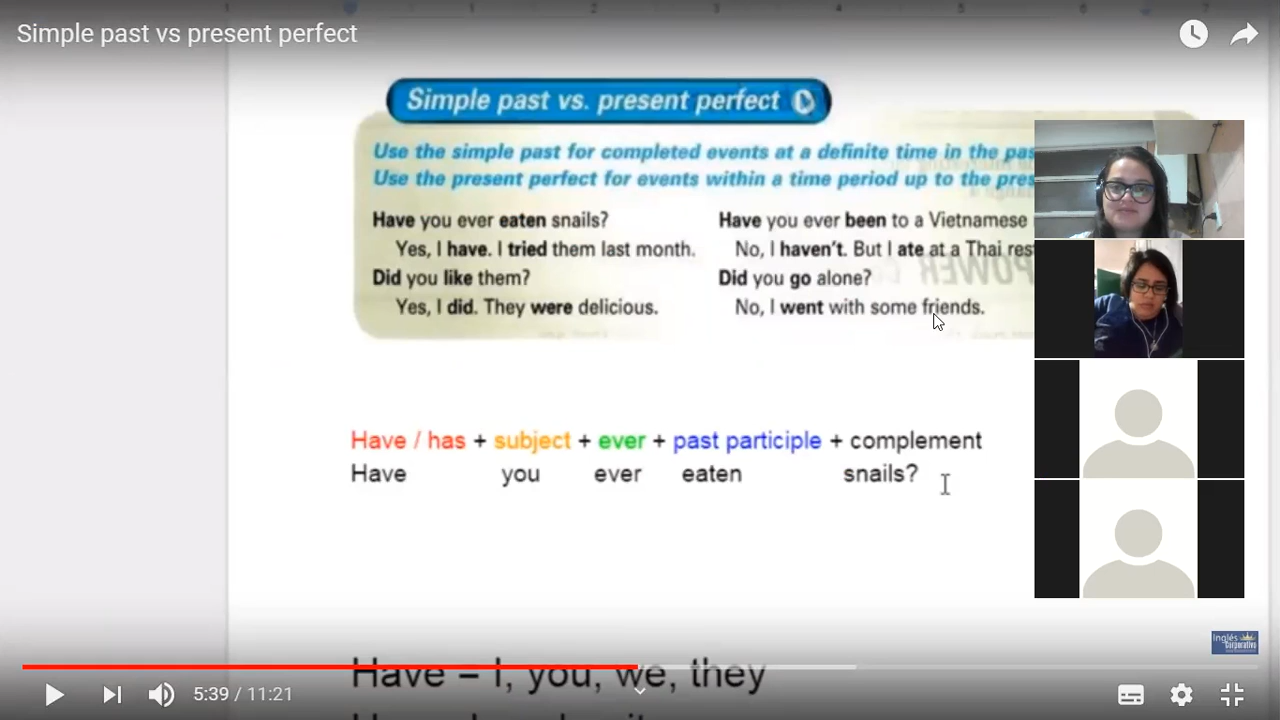 Simple past vs present perfect
Simple past vs. present perfect
Use the simple past for completed events at a definite time in the pas
Use the present perfect for events within a time period up to the pres
Have you ever eaten snails?
Yes, I have. I tried them last month.
Did you like them?
Yes, I did. They were delicious.
Have you ever been to a Vietnamese
No, I haven't. But I ate at a Thai res
Did you go alone?
No, I went with some friends.
Have / has + subject + ever + past participle + complement
Have you ever eaten snails?
Have – I, you, we, they
Inglés
Corporativo
5:39 / 11:21